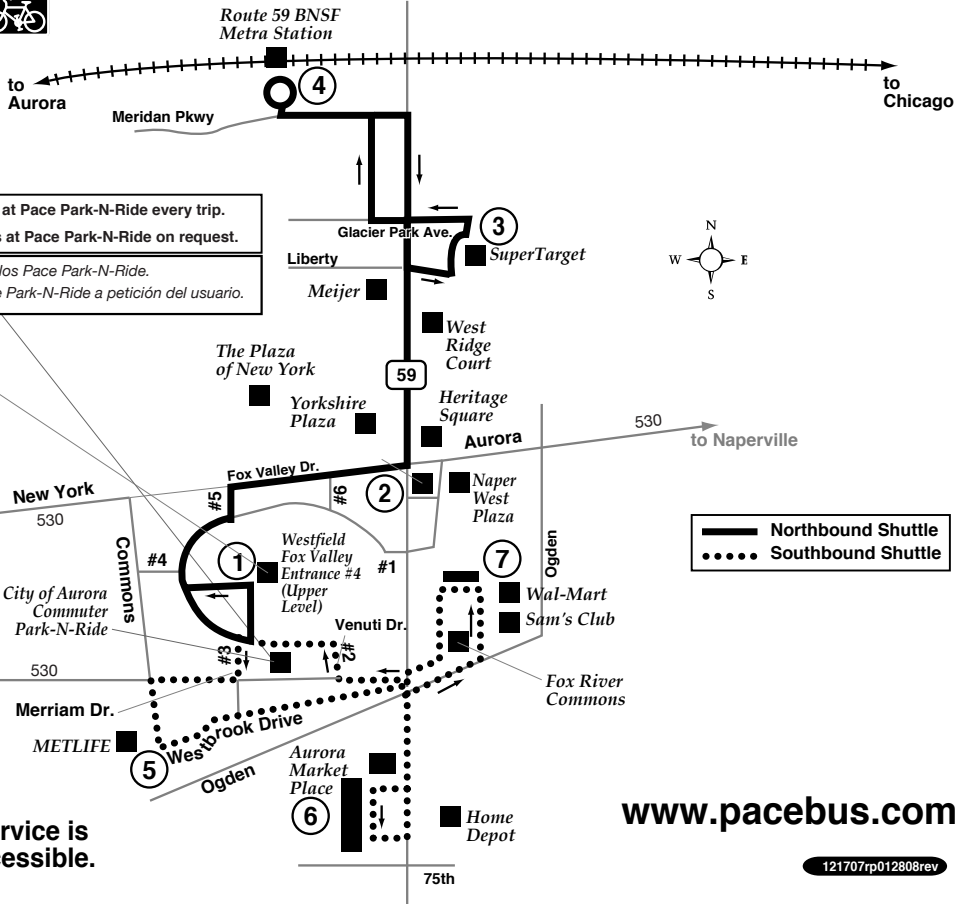 Route 59 BNSF
Metra Station
4
to
Aurora
to
Chicago
Meridan Pkwy
at Pace Park-N-Ride every trip.
at Pace Park-N-Ride on request.
los Pace Park-N-Ride.
Park-N-Ride a petición del usuario.
Glacier Park Ave.
3
SuperTarget
Liberty
Meijer
N
W
E
S
West
Ridge
Court
59
The Plaza
of New York
Yorkshire
Plaza
Heritage
Square
Aurora
530
to Naperville
Fox Valley Dr.
New York
530
#5
#6
2
Naper
West
Plaza
Northbound Shuttle
Southbound Shuttle
Commons
#4
1
Westfield
Fox Valley
Entrance #4
(Upper
Level)
#1
7
Ogden
Wal-Mart
Sam's Club
City of Aurora
Commuter
Park-N-Ride
Venuti Dr.
#3
#2
530
Fox River
Commons
Merriam Dr.
METLIFE
5
Westbrook Drive
Ogden
Aurora
Market
Place
6
Home
Depot
75th
www.pacebus.com
rvice is
cessible.
121707rp012808rev